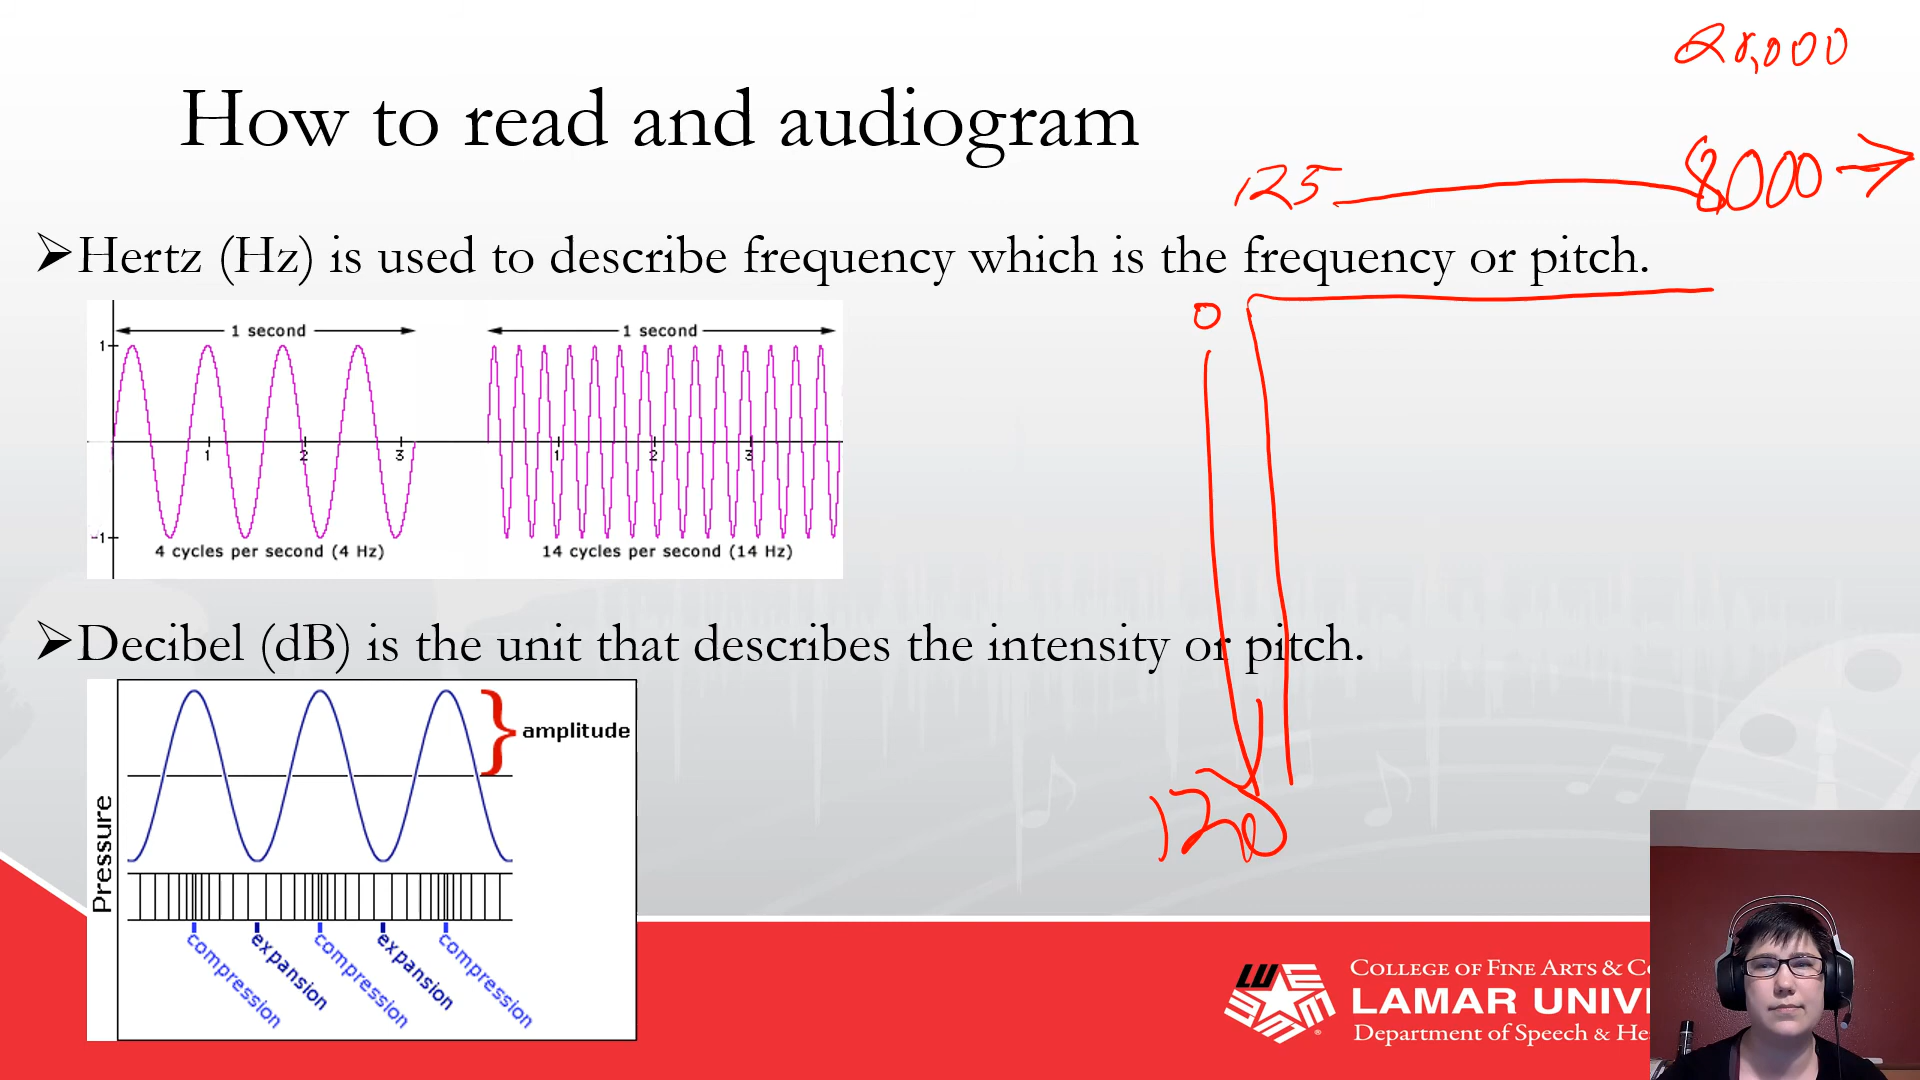 20,000
How to read and audiogram
125 8000
➢Hertz (Hz) is used to describe frequency which is the frequency or pitch.
0
1 second 1 second
1
1 2 3 1 2 3
-1
4 cycles per second (4 Hz) 14 cycles per second (14 Hz)
➢Decibel (dB) is the unit that describes the intensity or pitch.
amplitude
Pressure
120
compression expansion compression expansion compression
LU
COLLEGE OF FINE ARTS & CO
LAMAR UNIV
Department of Speech & He